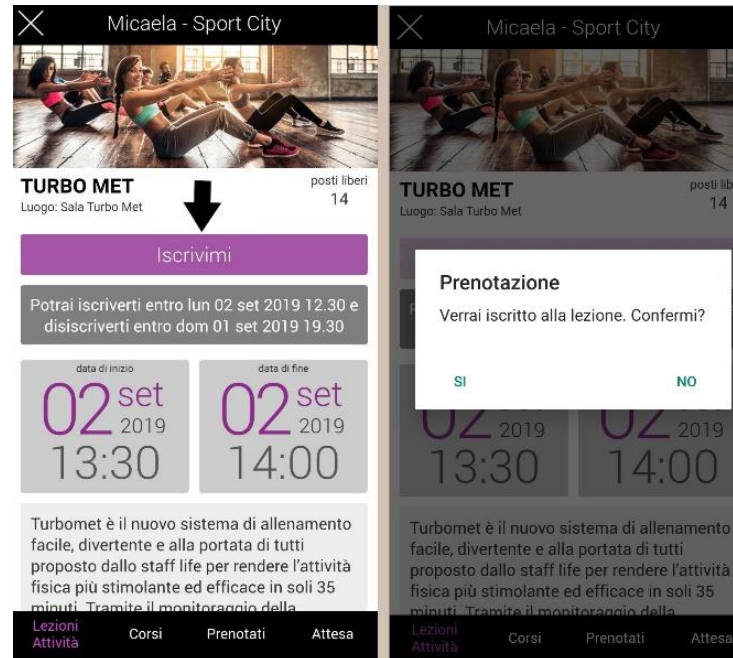 Micaela - Sport City
TURBO MET
Luogo: Sala Turbo Met
posti liberi
14
Iscrivimi
Potrai iscriverti entro lun 02 set 2019 12.30 e
disiscriverti entro dom 01 set 2019 19.30
data di inizio
02 set
2019
13:30
data di fine
02 set
2019
14:00
Turbomet è il nuovo sistema di allenamento
facile, divertente e alla portata di tutti
proposto dallo staff life per rendere l'attività
fisica più stimolante ed efficace in soli 35
minuti. Tramite il monitoraggio della
Lezioni
Attività
Corsi
Prenotati
Attesa
Micaela - Sport City
TURBO MET
Luogo: Sala Turbo Met
posti lib
14
Prenotazione
Verrai iscritto alla lezione. Confermi?
SI
NO
02 2019
02 2019
13:30
14:00
Turbomet è il nuovo sistema di allenamento
facile, divertente e alla portata di tutti
proposto dallo staff life per rendere l'attività
fisica più stimolante ed efficace in soli 35
minuti. Tramite il monitoraggio della
Lezioni
Attività
Corsi
Prenotati
Attesa